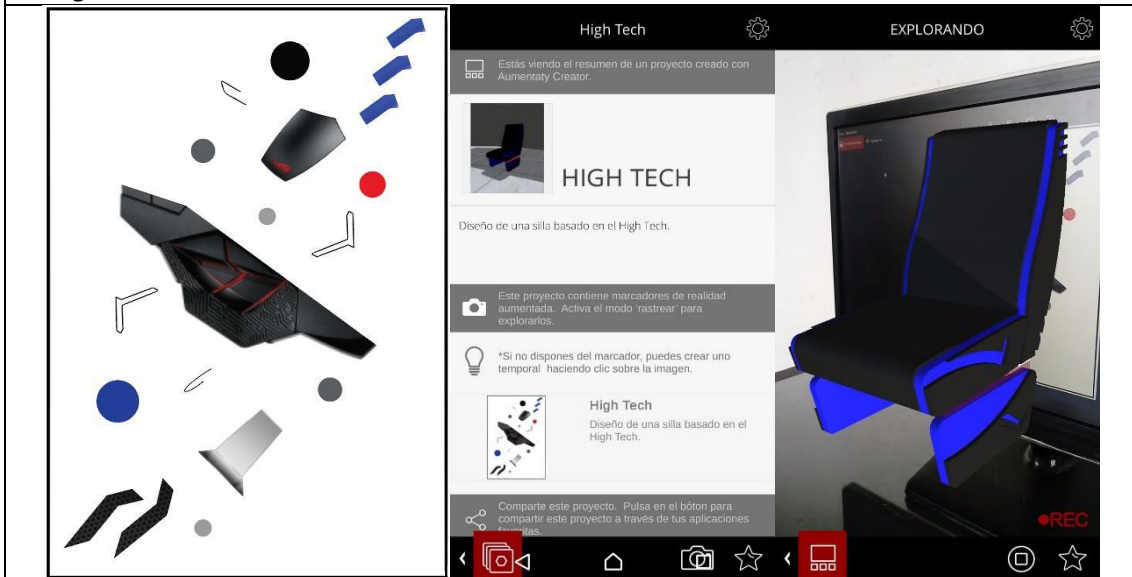 High Tech
Estás viendo el resumen de un proyecto creado con
Aumentaty Creator.
HIGH TECH
Diseño de una silla basado en el High Tech.
Este proyecto contiene marcadores de realidad
aumentada. Activa el modo 'rastrear' para
explorarlos.
*Si no dispones del marcador, puedes crear uno
temporal haciendo clic sobre la imagen.
High Tech
Diseño de una silla basado en el
High Tech.
Comparte este proyecto. Pulsa en el bóton para
compartir este proyecto a través de tus aplicaciones
favoritas.
EXPLORANDO
REC